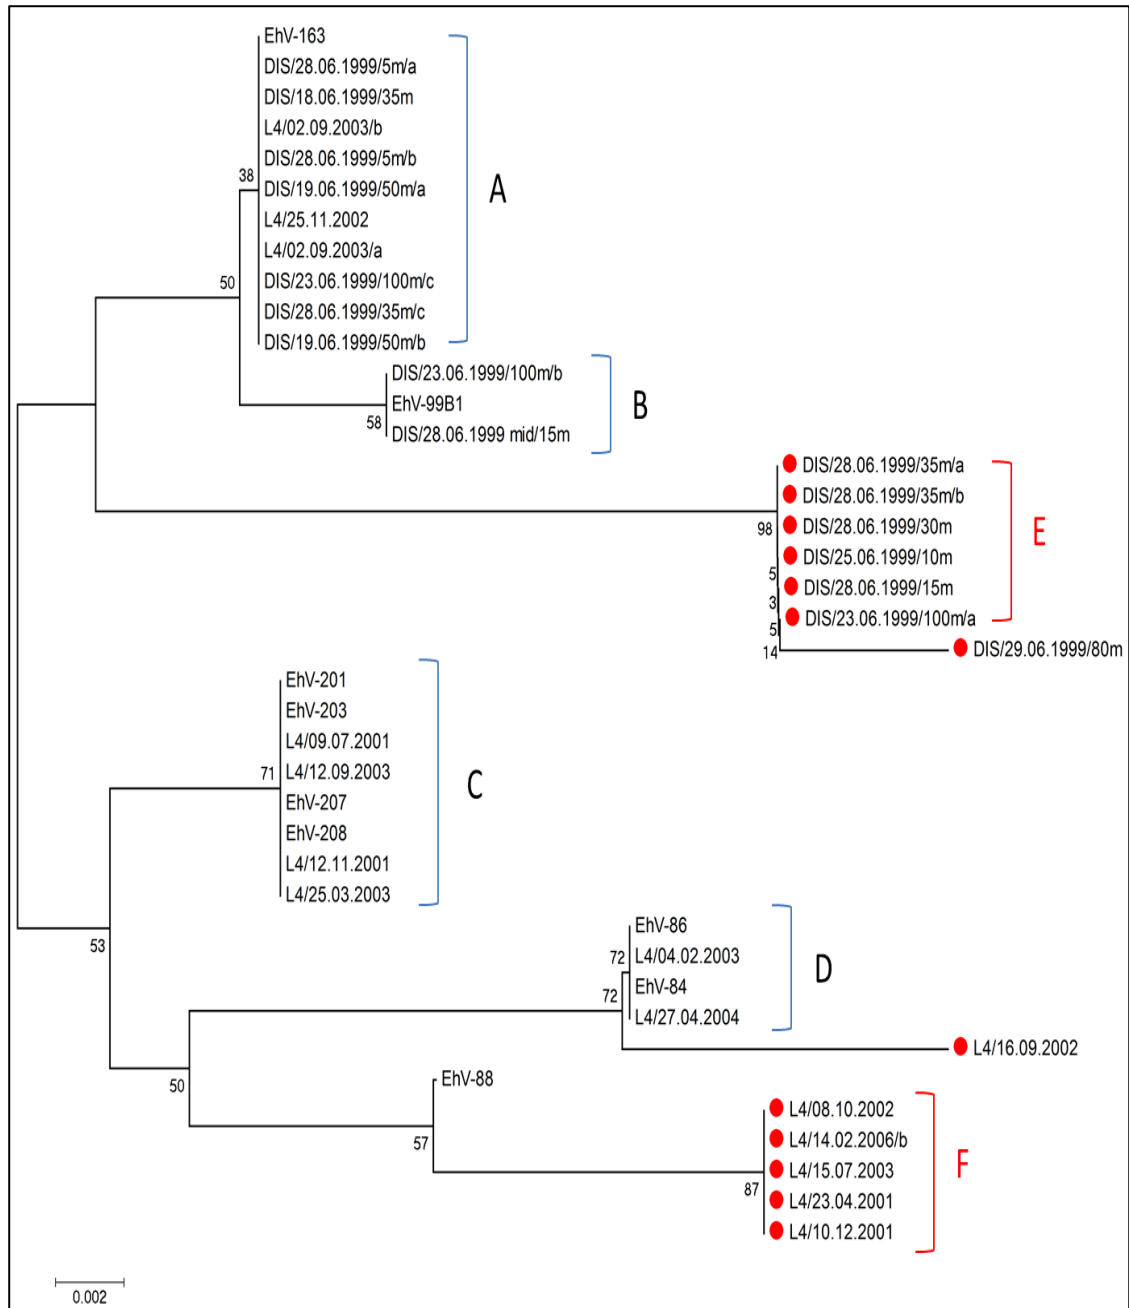 EhV-163
DIS/28.06.1999/5m/a
DIS/18.06.1999/35m
L4/02.09.2003/b
DIS/28.06.1999/5m/b
38
DIS/19.06.1999/50m/a
A
L4/25.11.2002
L4/02.09.2003/a
50
DIS/23.06.1999/100m/c
DIS/28.06.1999/35m/c
DIS/19.06.1999/50m/b
DIS/23.06.1999/100m/b
EhV-99B1
B
58
DIS/28.06.1999 mid/15m
DIS/28.06.1999/35m/a
DIS/28.06.1999/35m/b
98
DIS/28.06.1999/30m
E
DIS/25.06.1999/10m
5
DIS/28.06.1999/15m
3
DIS/23.06.1999/100m/a
5
14
DIS/29.06.1999/80m
EhV-201
EhV-203
L4/09.07.2001
71
L4/12.09.2003
C
EhV-207
EhV-208
L4/12.11.2001
L4/25.03.2003
53
EhV-86
72
L4/04.02.2003
D
72
EhV-84
L4/27.04.2004
L4/16.09.2002
50
EhV-88
L4/08.10.2002
57
L4/14.02.2006/b
L4/15.07.2003
F
87
L4/23.04.2001
L4/10.12.2001
0.002